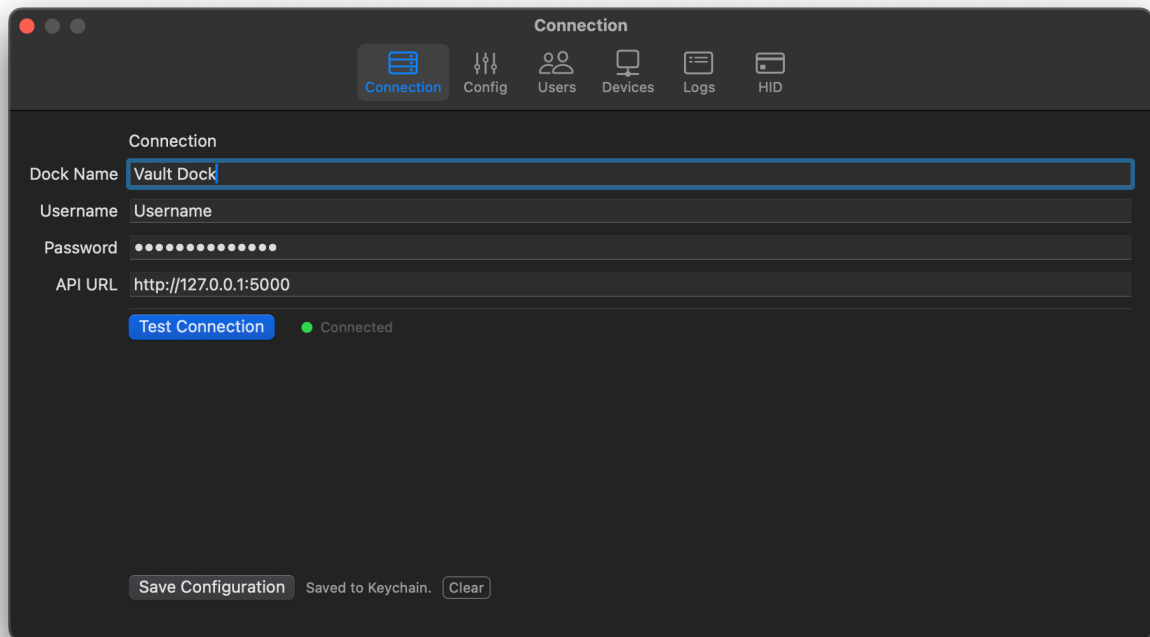 Connection
Connection Config Users Devices Logs HID
Connection
Dock Name Vault Dock
Username Username
Password ••••••••••••••
API URL http://127.0.0.1:5000
Test Connection Connected
Save Configuration Saved to Keychain. Clear